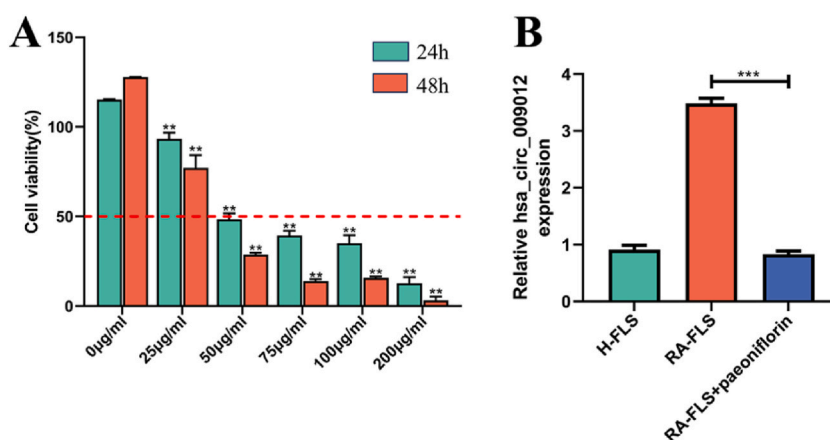 A
Cell viability(%)
150
100
50
0
24h
48h
**
**
**
**
**
**
**
**
**
**
0μg/ml
25μg/ml
50μg/ml
75μg/ml
100μg/ml
200μg/ml
B
Relative hsa_circ_009012
expression
4
3
2
1
0
***
H-FLS
RA-FLS
RA-FLS+paeoniflorin